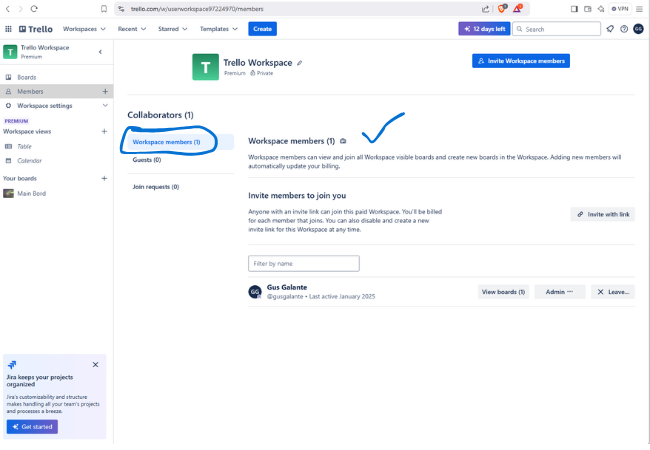 trello.com/w/userworkspace97224970/members
VPN
Trello
Workspaces
Recent
Starred
Templates
Create
12 days left
Search
GG
T
Trello Workspace
Premium
Boards
Members
Workspace settings
PREMIUM
Workspace views
Table
Calendar
Your boards
Main Bord
Jira keeps your projects
organized
Jira's customizability and structure
makes handling all your team's projects
and processes a breeze.
Get started
T
Trello Workspace
Premium Private
Invite Workspace members
Collaborators (1)
Workspace members (1)
Guests (0)
Join requests (0)
Workspace members (1)
Workspace members can view and join all Workspace visible boards and create new boards in the Workspace. Adding new members will
automatically update your billing.
Invite members to join you
Anyone with an invite link can join this paid Workspace. You'll be billed
for each member that joins. You can also disable and create a new
invite link for this Workspace at any time.
Invite with link
Filter by name
GG
Gus Galante
@gusgalante • Last active January 2025
View boards (1)
Admin
Leave...